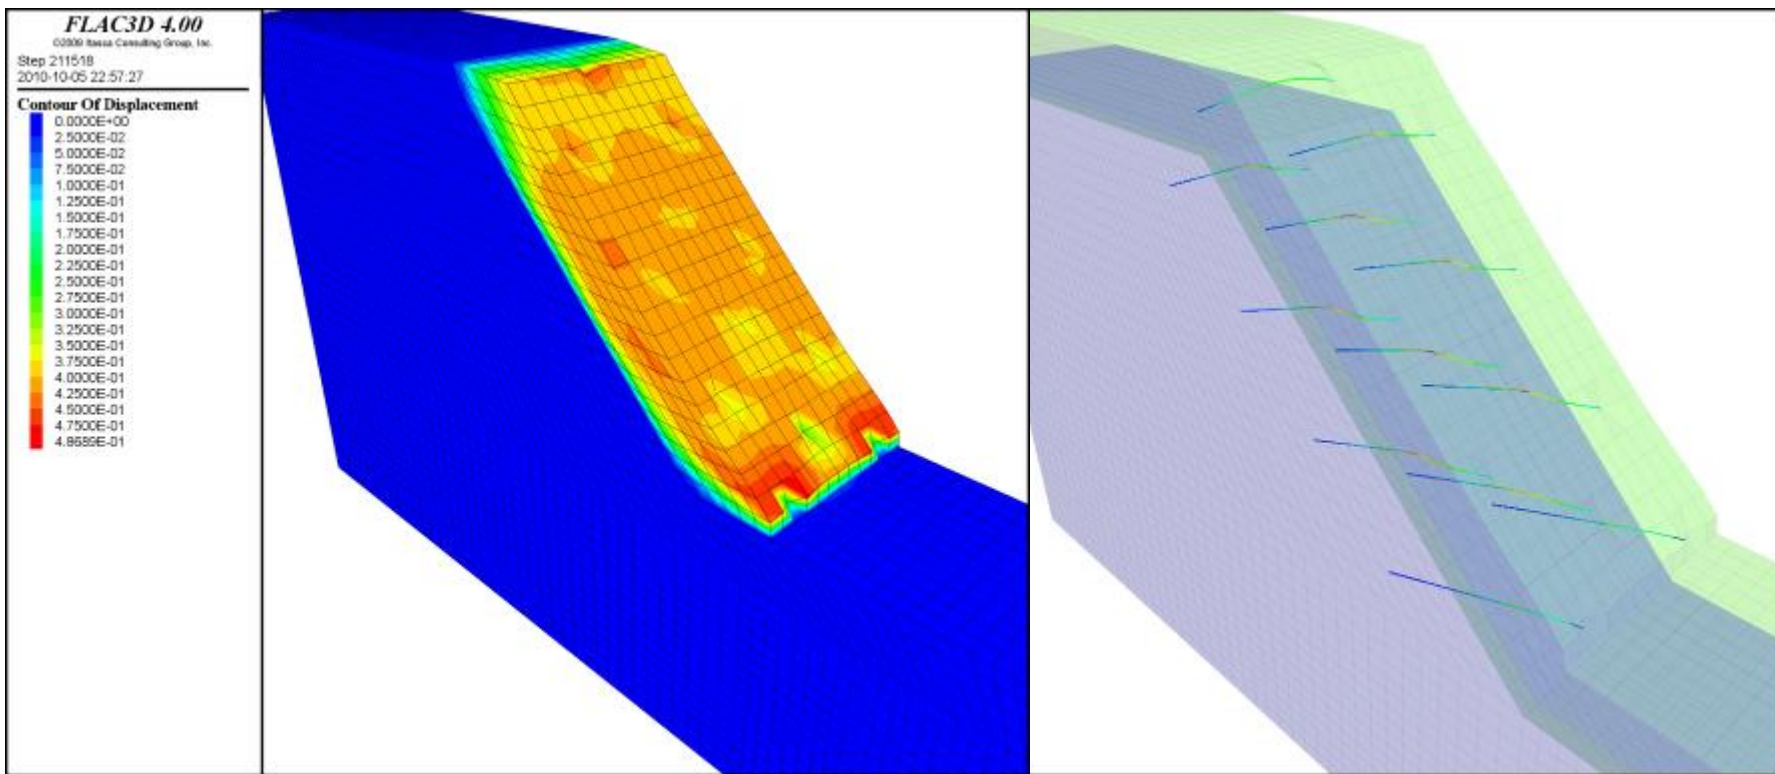 FLAC3D 4.00
©2009 Itasca Consulting Group, Inc.
Step 211518
2010-10-05 22:57:27
Contour Of Displacement
0.0000E+00
2.5000E-02
5.0000E-02
7.5000E-02
1.0000E-01
1.2500E-01
1.5000E-01
1.7500E-01
2.0000E-01
2.2500E-01
2.5000E-01
2.7500E-01
3.0000E-01
3.2500E-01
3.5000E-01
3.7500E-01
4.0000E-01
4.2500E-01
4.5000E-01
4.7500E-01
4.8689E-01